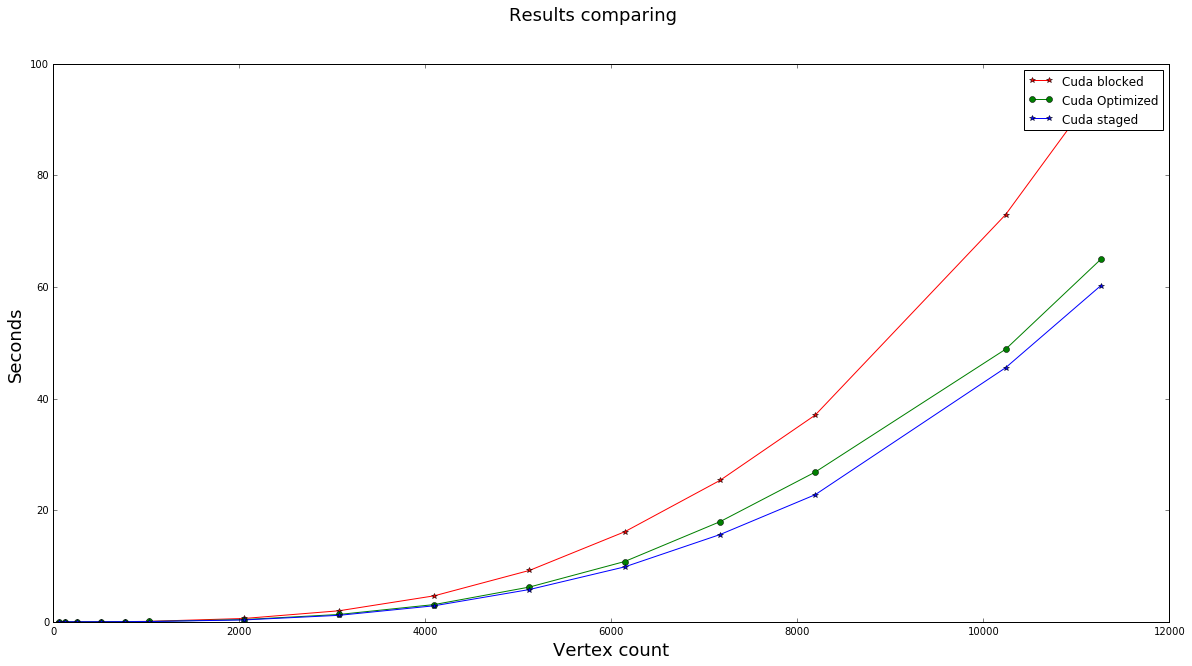 Results comparing
100
80
60
40
20
0
Seconds
Cuda blocked
Cuda Optimized
Cuda staged
0 2000 4000 6000 8000 10000 12000
Vertex count